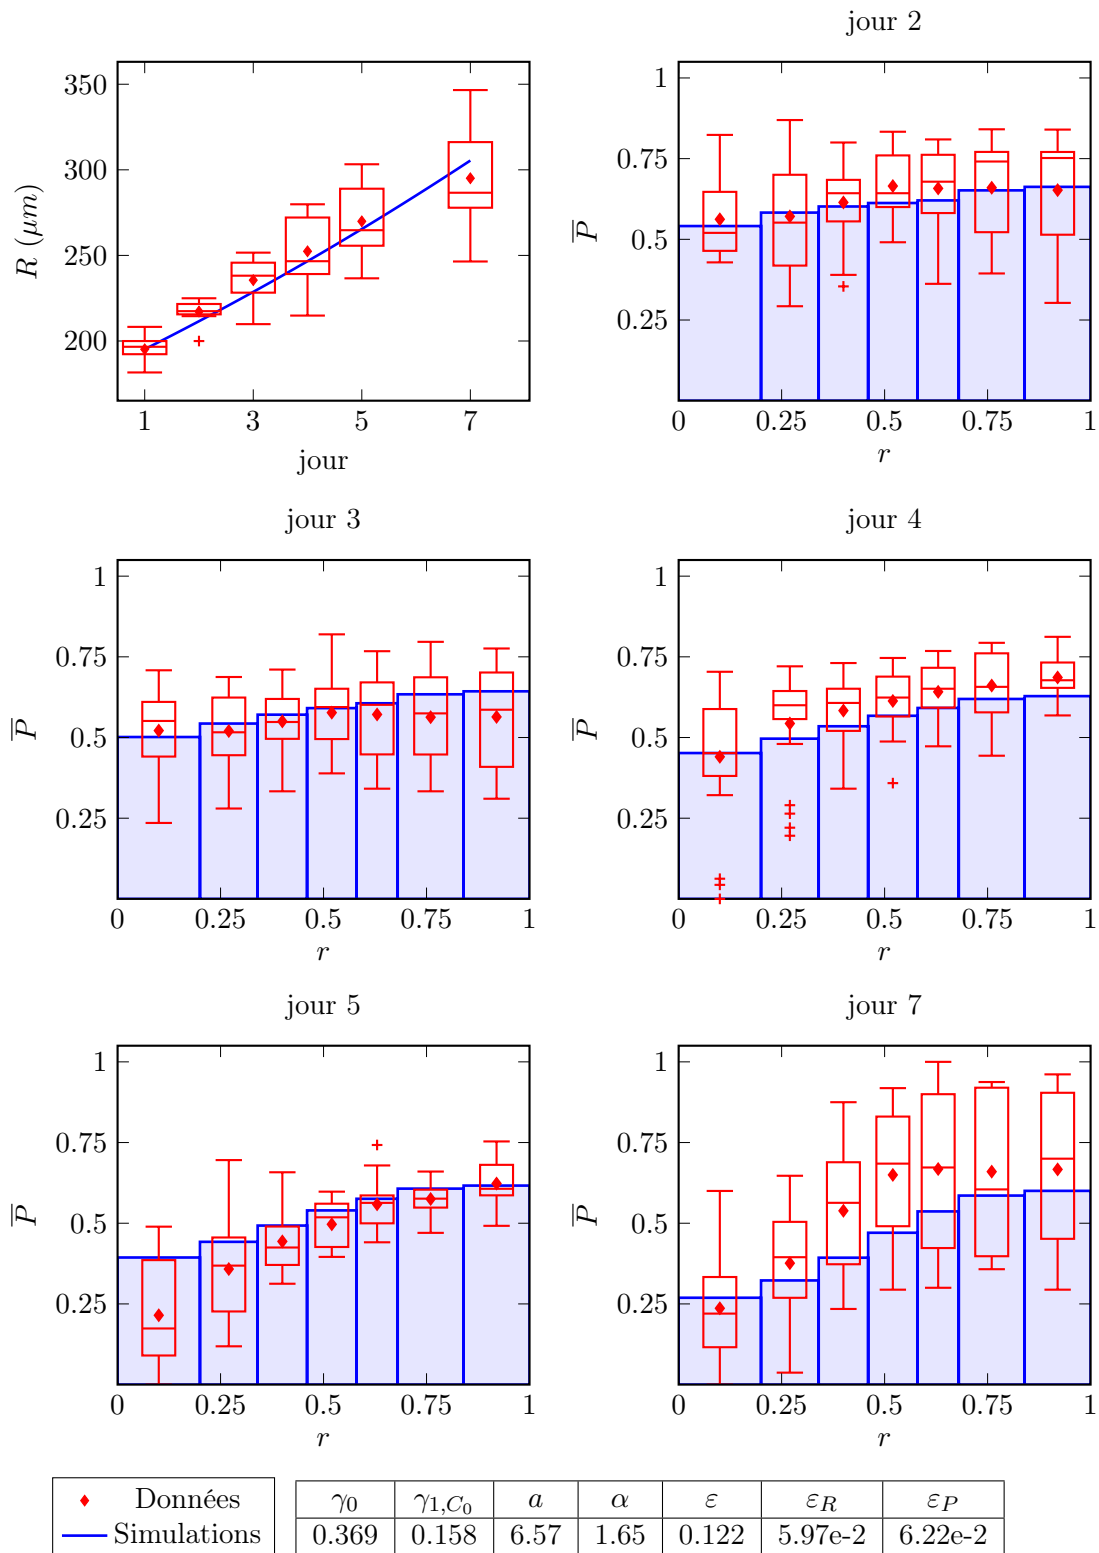 jour 2
350
300
250
200
R (μm)
1 3 5 7
jour
1
0.75
0.5
0.25
P̅
0 0.25 0.5 0.75 1
r
jour 3
1
0.75
0.5
0.25
P̅
0 0.25 0.5 0.75 1
r
jour 4
1
0.75
0.5
0.25
P̅
0 0.25 0.5 0.75 1
r
jour 5
1
0.75
0.5
0.25
P̅
0 0.25 0.5 0.75 1
r
jour 7
1
0.75
0.5
0.25
P̅
0 0.25 0.5 0.75 1
r
Données
Simulations
γ₀ γ₁,C₀ a α ε ε_R ε_P
0.369 0.158 6.57 1.65 0.122 5.97e-2 6.22e-2